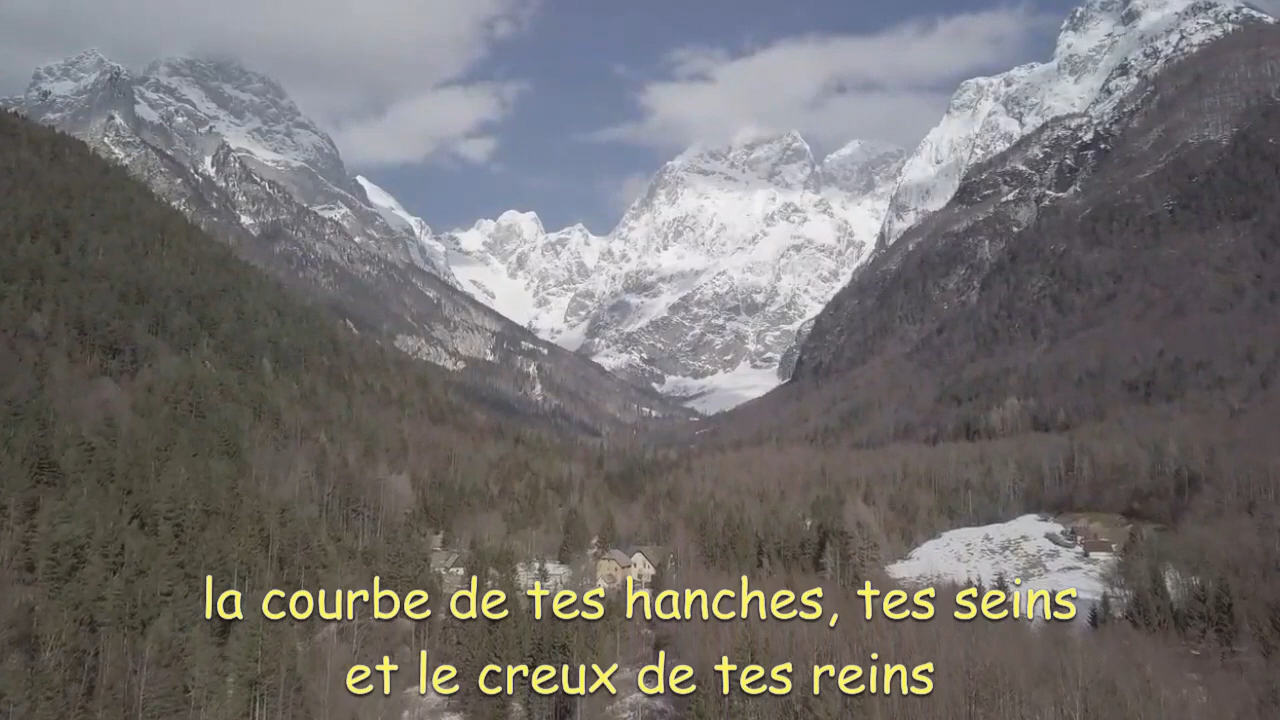 la courbe de tes hanches, tes seins
et le creux de tes reins